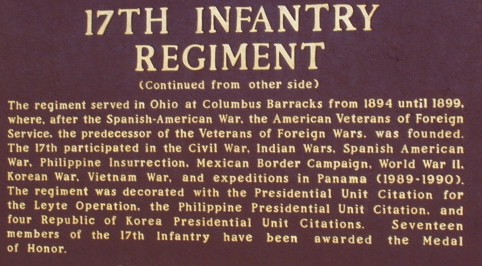 17TH INFANTRY
REGIMENT
(Continued from other side)
The regiment served in Ohio at Columbus Barracks from 1894 until 1899,
where, after the Spanish-American War, the American Veterans of Foreign
Service, the predecessor of the Veterans of Foreign Wars, was founded.
The 17th participated in the Civil War, Indian Wars, Spanish American
War, Philippine Insurrection, Mexican Border Campaign, World War II,
Korean War, Vietnam War, and expeditions in Panama (1989-1990).
The regiment was decorated with the Presidential Unit Citation for
the Leyte Operation, the Philippine Presidential Unit Citation, and
four Republic of Korea Presidential Unit Citations. Seventeen
members of the 17th Infantry have been awarded the Medal
of Honor.